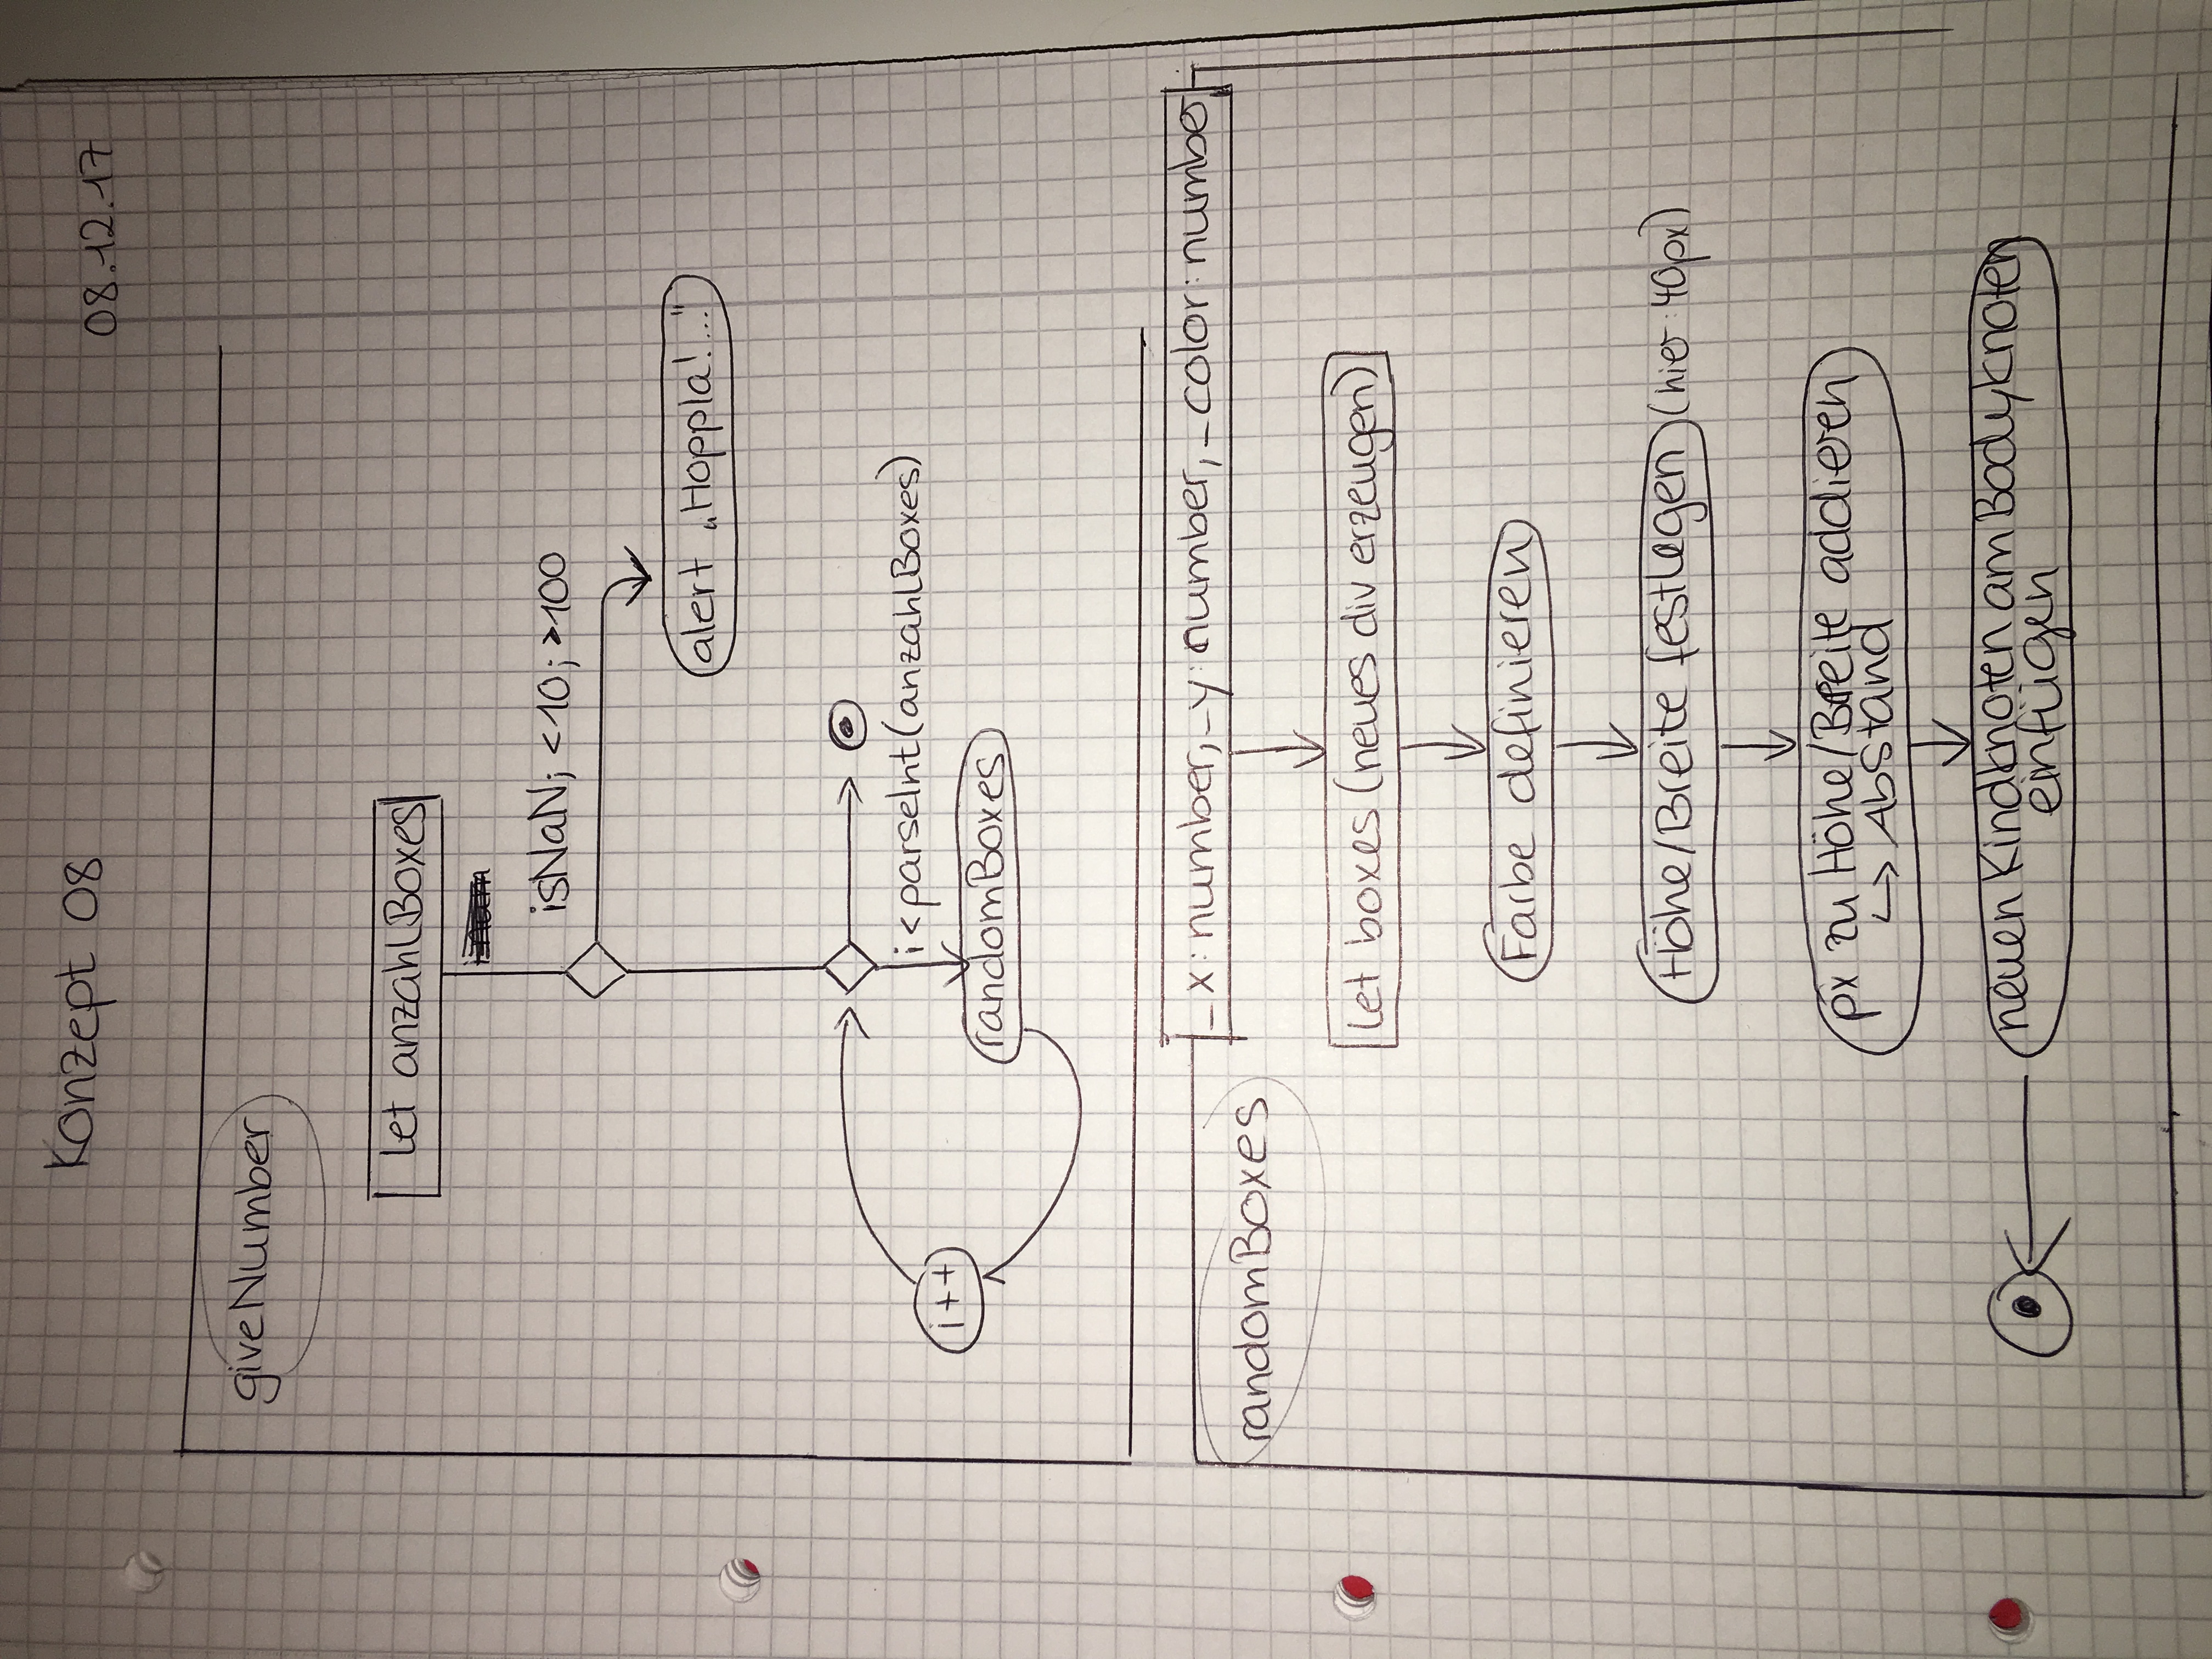 Konzept 08
08.12.17
giveNumber
let anzahlBoxes
isNaN; <10; >100
alert „Hoppla!..."
i<parseInt(anzahlBoxes)
i++
randomBoxes
_x: number, _y: number, _color: number
randomBoxes
let boxes (neues div erzeugen)
Farbe definieren
Höhe/Breite festlegen (hier: 40px)
px zu Höhe/Breite addieren
↳ Abstand
neuen Kindknoten am Bodyknoten
einfügen